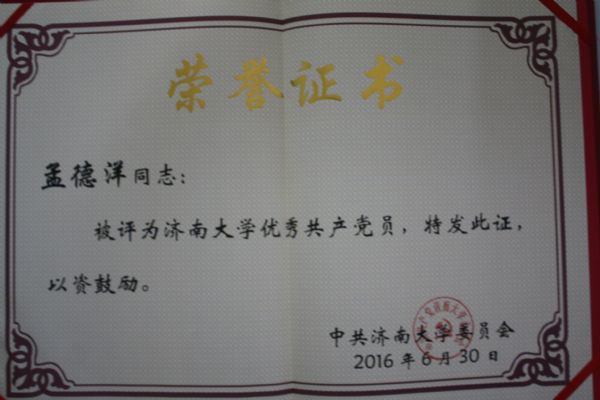 荣誉证书
孟德洋同志：
被评为济南大学优秀共产党员，特发此证，
以资鼓励。
中共济南大学委员会
2016年6月30日